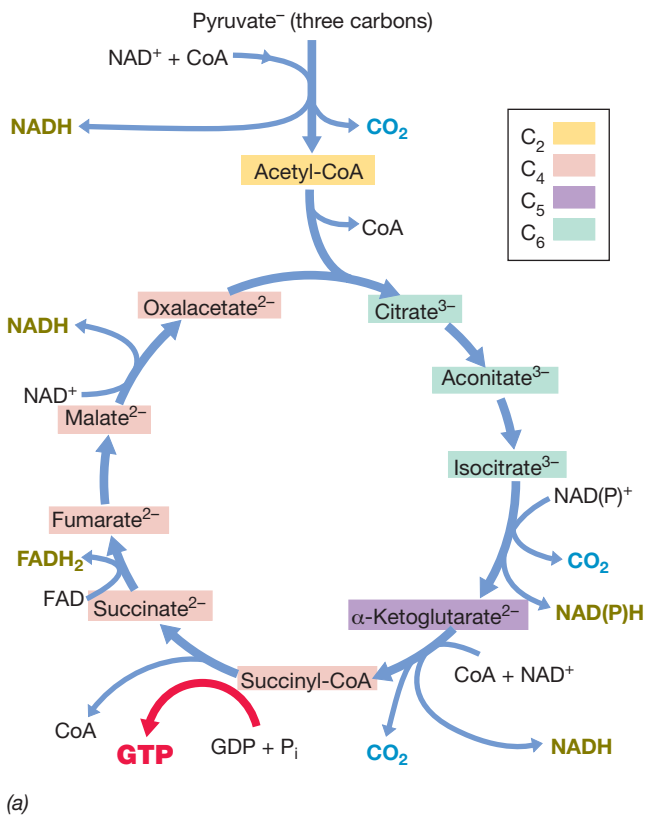 Pyruvate⁻ (three carbons)
NAD⁺ + CoA
NADH
CO₂
Acetyl-CoA
C₂
C₄
C₅
C₆
CoA
Oxalacetate²⁻
Citrate³⁻
NADH
Aconitate³⁻
NAD⁺
Malate²⁻
Isocitrate³⁻
NAD(P)⁺
Fumarate²⁻
CO₂
FADH₂
FAD
Succinate²⁻
α-Ketoglutarate²⁻
NAD(P)H
Succinyl-CoA
CoA + NAD⁺
CoA
GTP
GDP + Pᵢ
CO₂
NADH
(a)